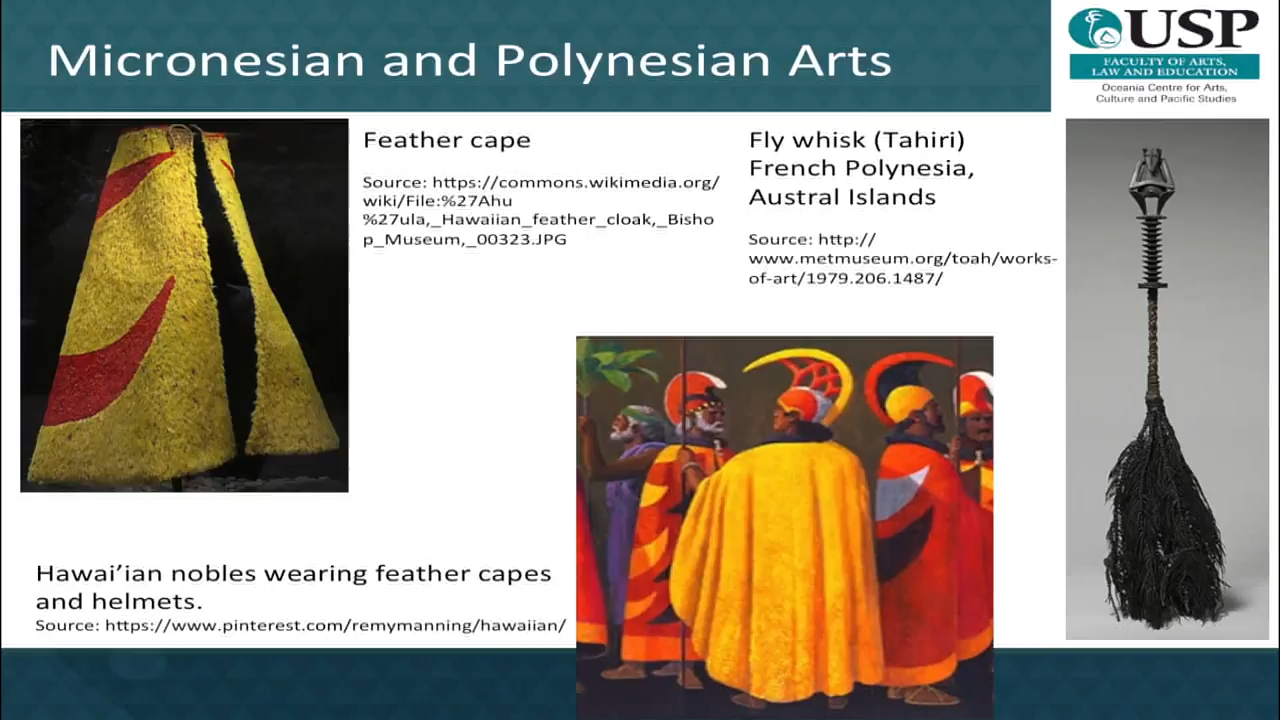 Micronesian and Polynesian Arts
USP
FACULTY OF ARTS,
LAW AND EDUCATION
Oceania Centre for Arts,
Culture and Pacific Studies
Feather cape
Source: https://commons.wikimedia.org/
wiki/File:%27Ahu
%27ula,_Hawaiian_feather_cloak,_Bisho
p_Museum,_00323.JPG
Fly whisk (Tahiri)
French Polynesia,
Austral Islands
Source: http://
www.metmuseum.org/toah/works-
of-art/1979.206.1487/
Hawai’ian nobles wearing feather capes
and helmets.
Source: https://www.pinterest.com/remymanning/hawaiian/